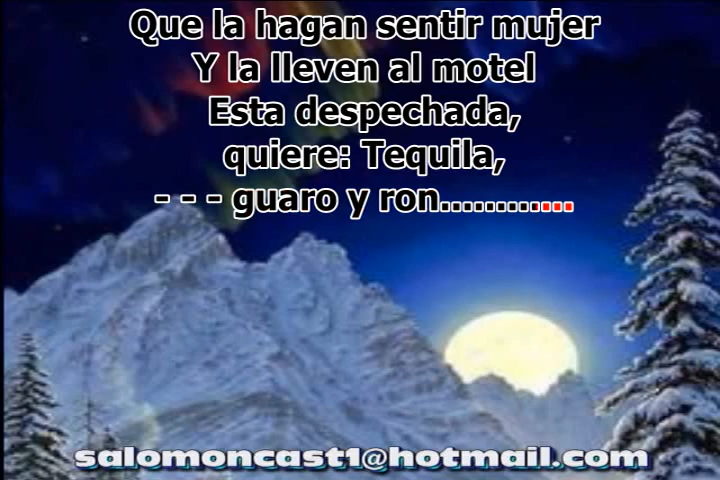 Que la hagan sentir mujer
Y la lleven al motel
Esta despechada,
quiere: Tequila,
- - - guaro y ron............
salomoncast1@hotmail.com